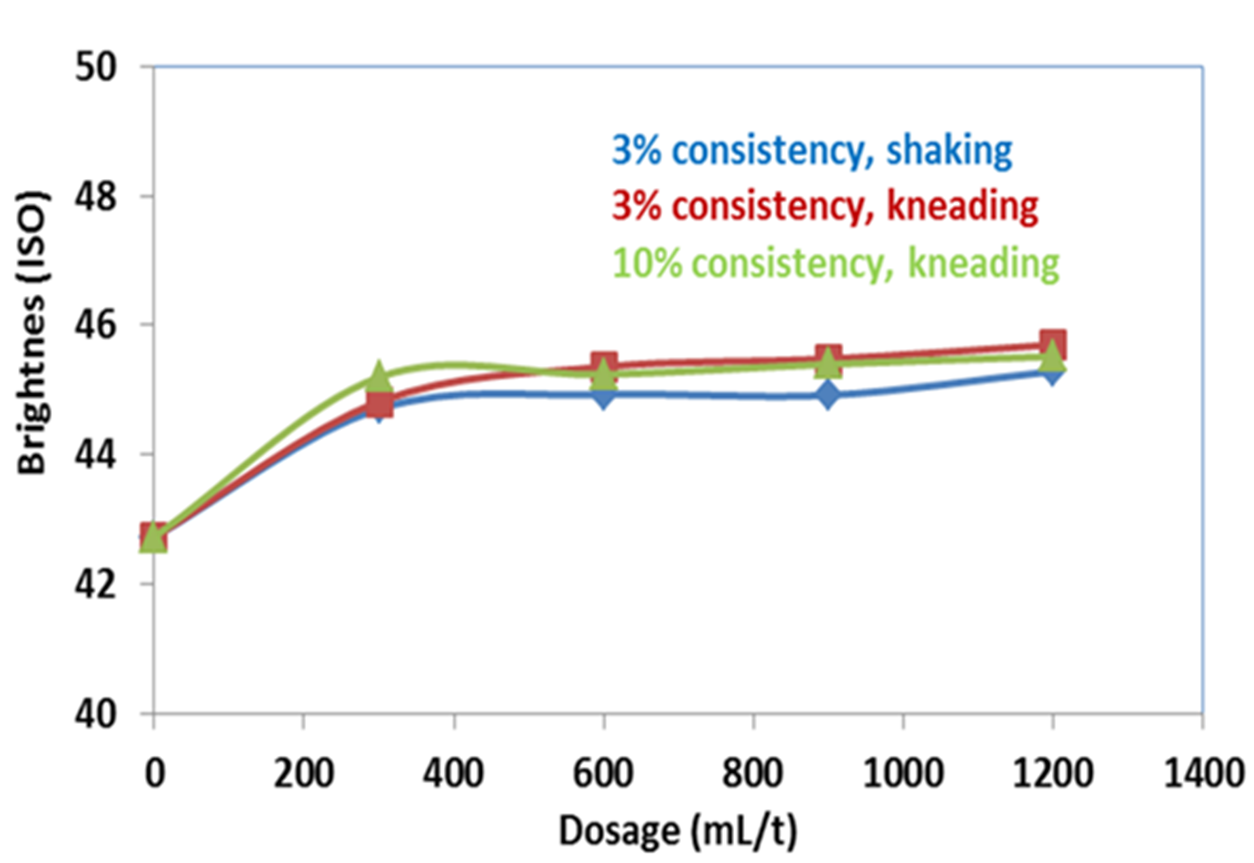 50
48
46
44
42
40
Brightnes (ISO)
3% consistency, shaking
3% consistency, kneading
10% consistency, kneading
0 200 400 600 800 1000 1200 1400
Dosage (mL/t)